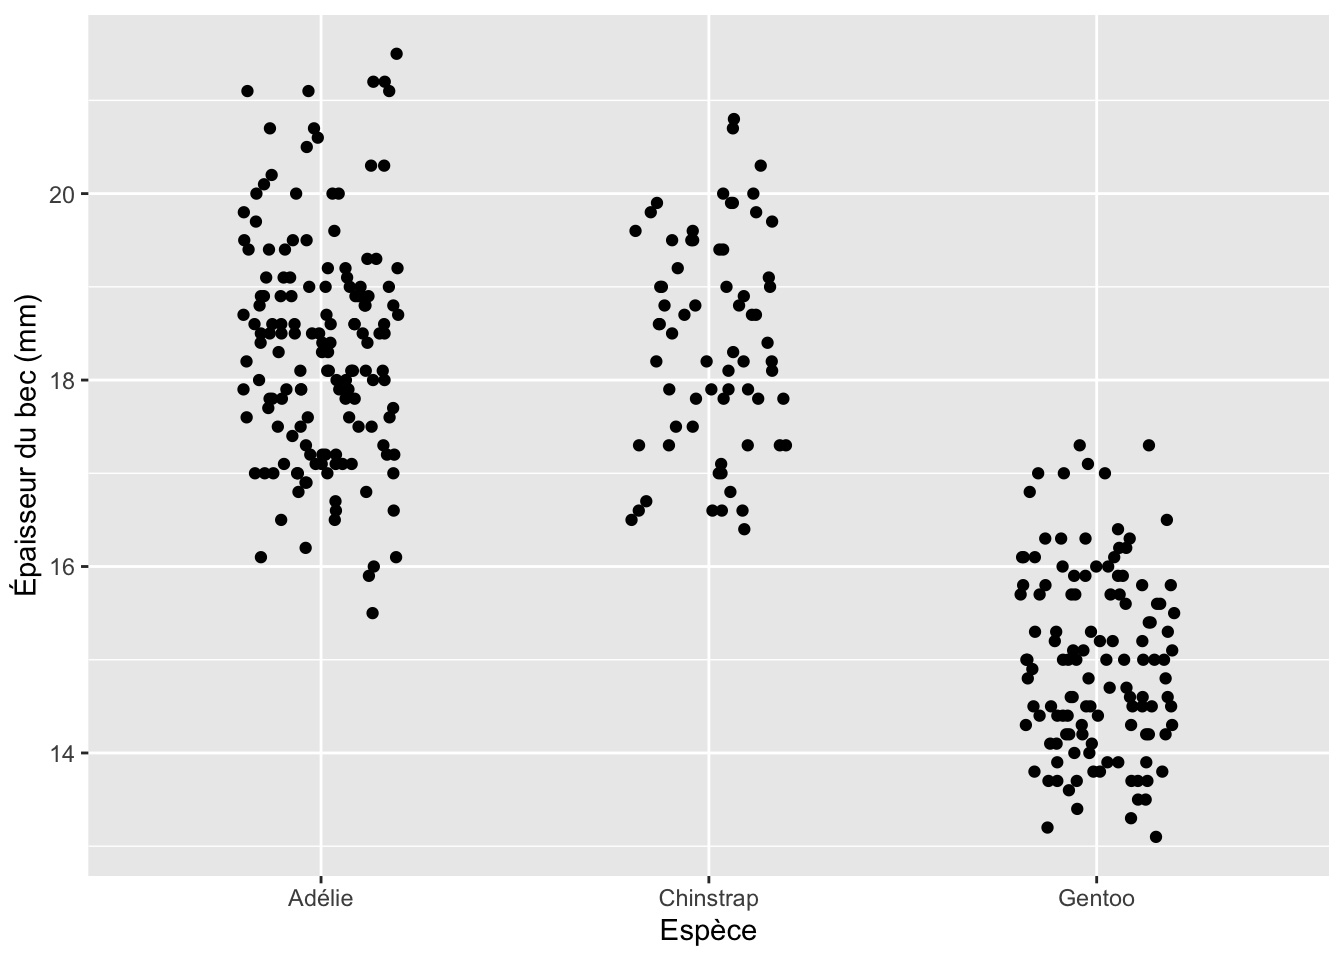 Épaisseur du bec (mm)
20
18
16
14
Adélie
Chinstrap
Gentoo
Espèce